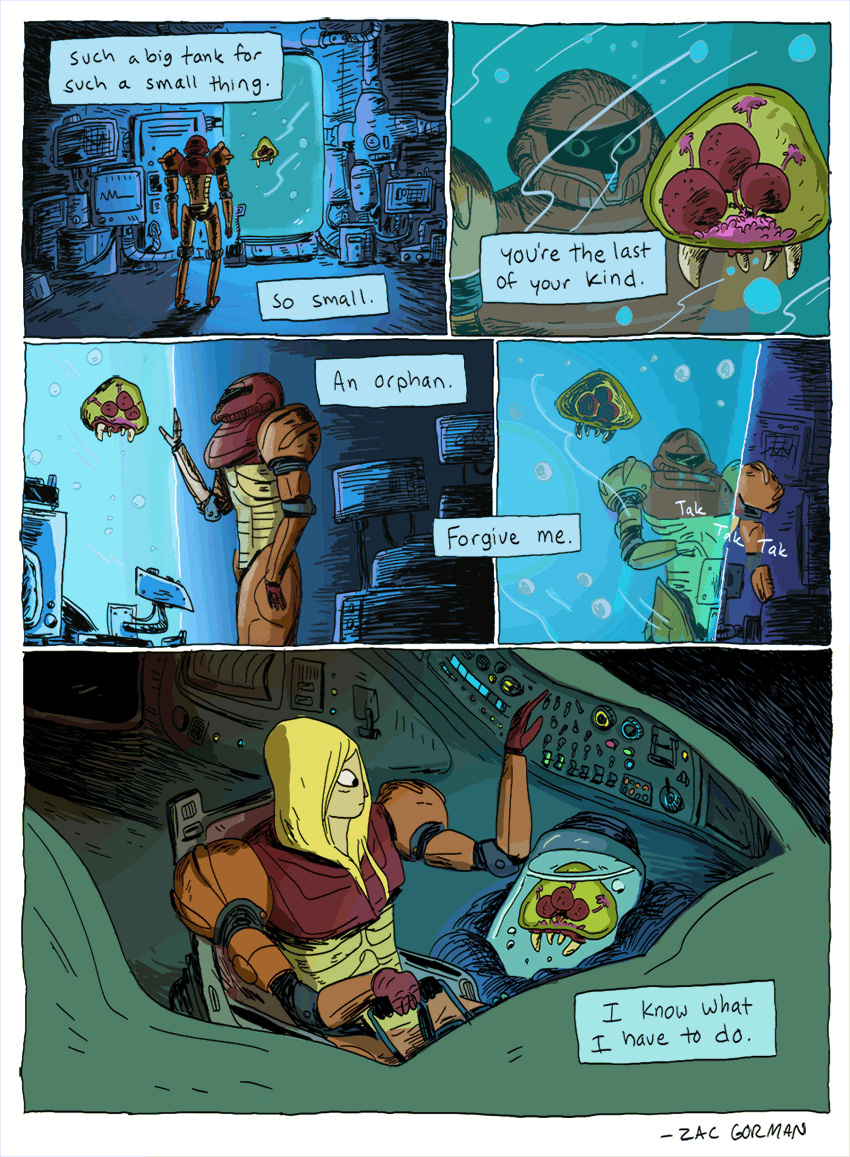 such a big tank for
such a small thing.
so small.
you're the last
of your kind.
An orphan.
Forgive me.
Tak
Tak
Tak
I know what
I have to do.
- ZAC GORMAN